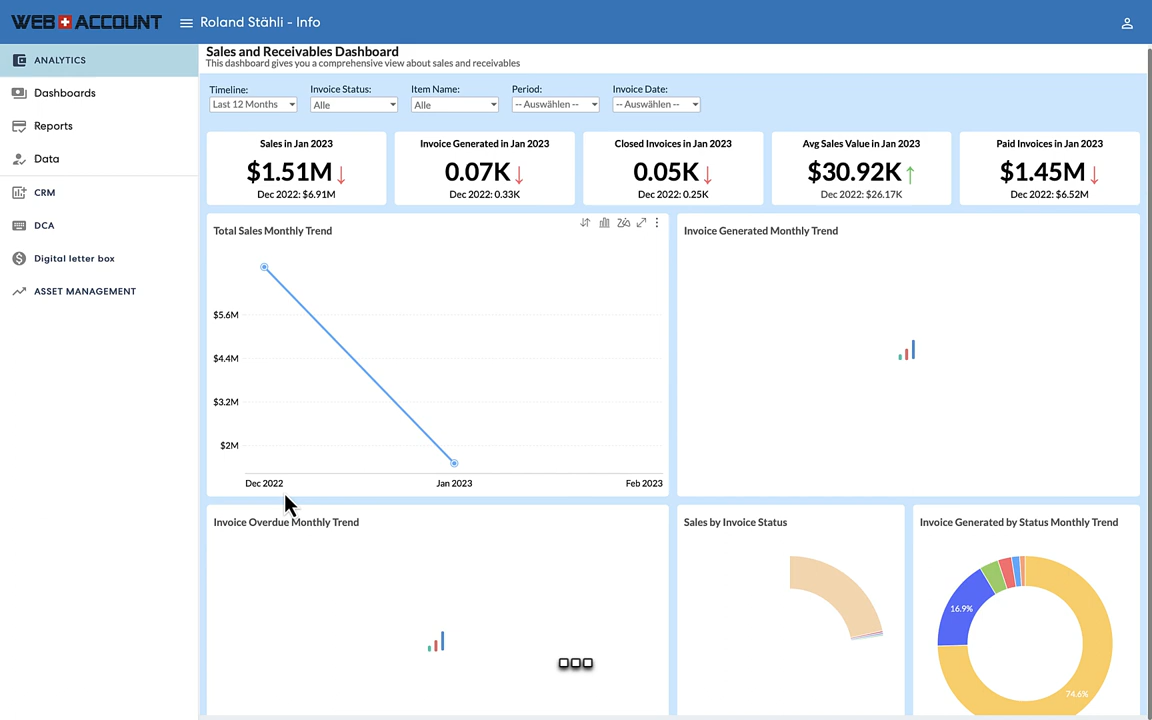 WEB ACCOUNT
Roland Stähli - Info
ANALYTICS
Dashboards
Reports
Data
CRM
DCA
Digital letter box
ASSET MANAGEMENT
Sales and Receivables Dashboard
This dashboard gives you a comprehensive view about sales and receivables
Timeline: Invoice Status: Item Name: Period: Invoice Date:
Last 12 Months Alle Alle -- Auswählen -- -- Auswählen --
Sales in Jan 2023
$1.51M
Dec 2022: $6.91M
Invoice Generated in Jan 2023
0.07K
Dec 2022: 0.33K
Closed Invoices in Jan 2023
0.05K
Dec 2022: 0.25K
Avg Sales Value in Jan 2023
$30.92K
Dec 2022: $26.17K
Paid Invoices in Jan 2023
$1.45M
Dec 2022: $6.52M
Total Sales Monthly Trend
$5.6M
$4.4M
$3.2M
$2M
Dec 2022 Jan 2023 Feb 2023
Invoice Generated Monthly Trend
Invoice Overdue Monthly Trend
Sales by Invoice Status
Invoice Generated by Status Monthly Trend
16.9%
74.6%